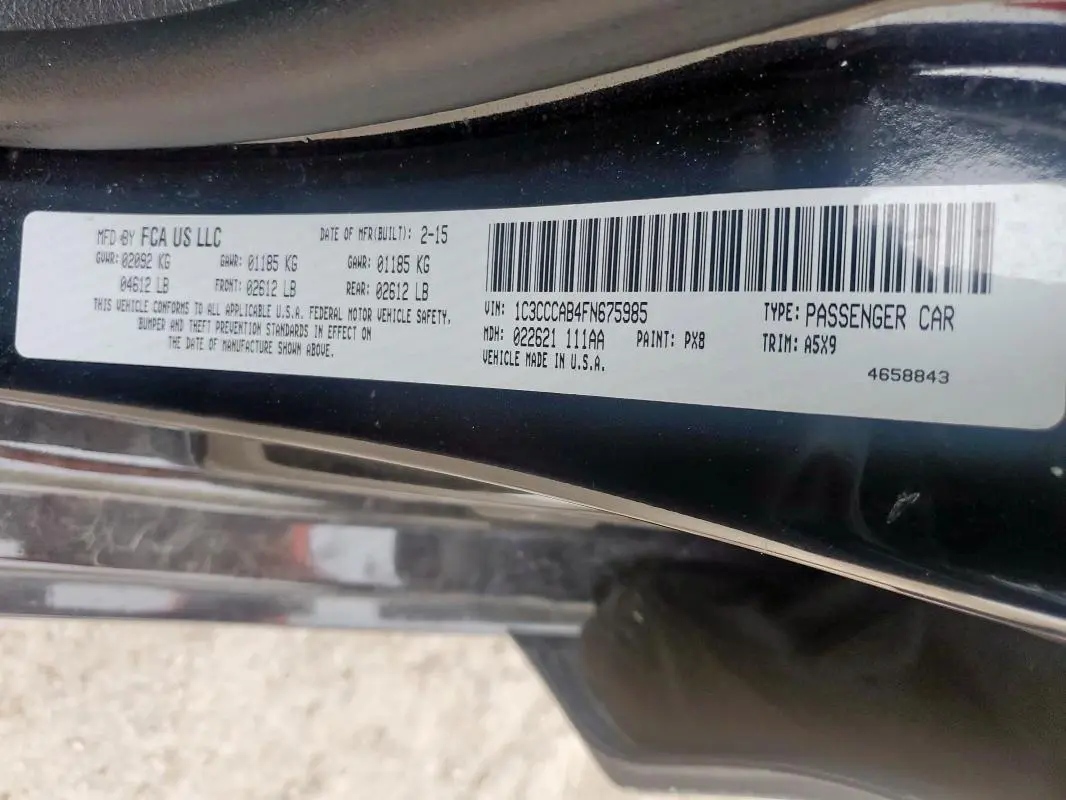 MFD BY FCA US LLC DATE OF MFR(BUILT): 2-15
GVWR: 02092 KG GAWR: 01185 KG GAWR: 01185 KG
04612 LB FRONT: 02612 LB REAR: 02612 LB
THIS VEHICLE CONFORMS TO ALL APPLICABLE U.S.A. FEDERAL MOTOR VEHICLE SAFETY,
BUMPER AND THEFT PREVENTION STANDARDS IN EFFECT ON
THE DATE OF MANUFACTURE SHOWN ABOVE.
VIN: 1C3CCCAB4FN675985 TYPE: PASSENGER CAR
MDH: 022621 111AA PAINT: PX8 TRIM: A5X9
VEHICLE MADE IN U.S.A.
4658843